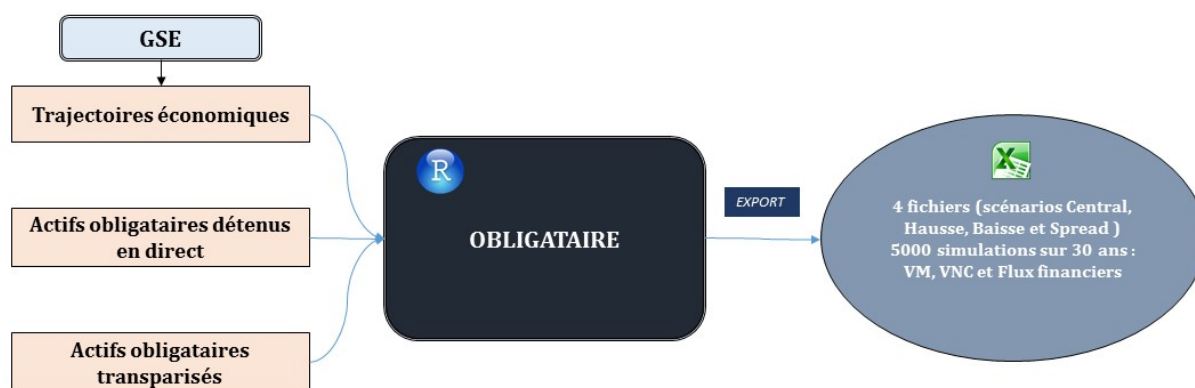 GSE
Trajectoires économiques
Actifs obligataires détenus
en direct
Actifs obligataires
transparisés
R
OBLIGATAIRE
EXPORT
X
4 fichiers (scénarios Central,
Hausse, Baisse et Spread )
5000 simulations sur 30 ans :
VM, VNC et Flux financiers